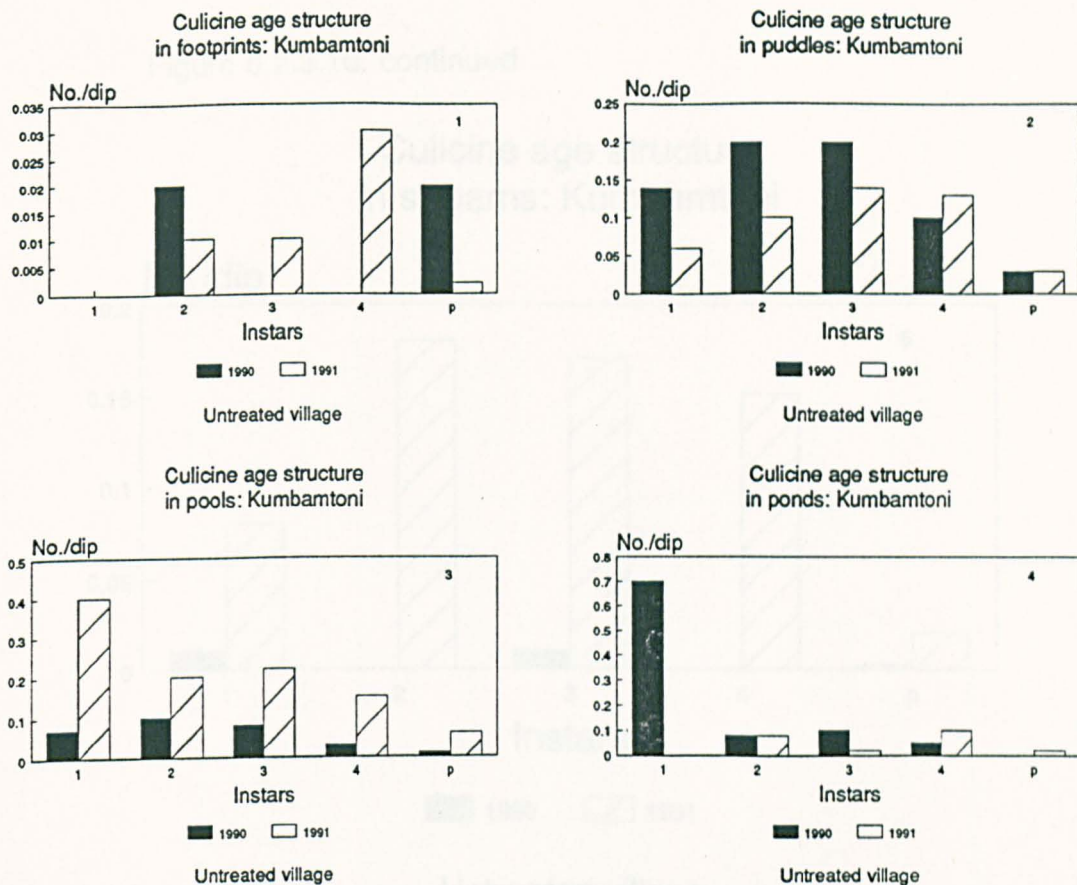 Culicine age structure
in footprints: Kumbamtoni
No./dip
1
0.035
0.03
0.025
0.02
0.015
0.01
0.005
0
1 2 3 4 P
Instars
1990 1991
Untreated village
Culicine age structure
in puddles: Kumbamtoni
No./dip
2
0.25
0.2
0.15
0.1
0.05
0
1 2 3 4 P
Instars
1990 1991
Untreated village
Culicine age structure
in pools: Kumbamtoni
No./dip
3
0.5
0.4
0.3
0.2
0.1
0
1 2 3 4 P
Instars
1990 1991
Untreated village
Culicine age structure
in ponds: Kumbamtoni
No./dip
4
0.8
0.7
0.6
0.5
0.4
0.3
0.2
0.1
0
1 2 3 4 P
Instars
1990 1991
Untreated village